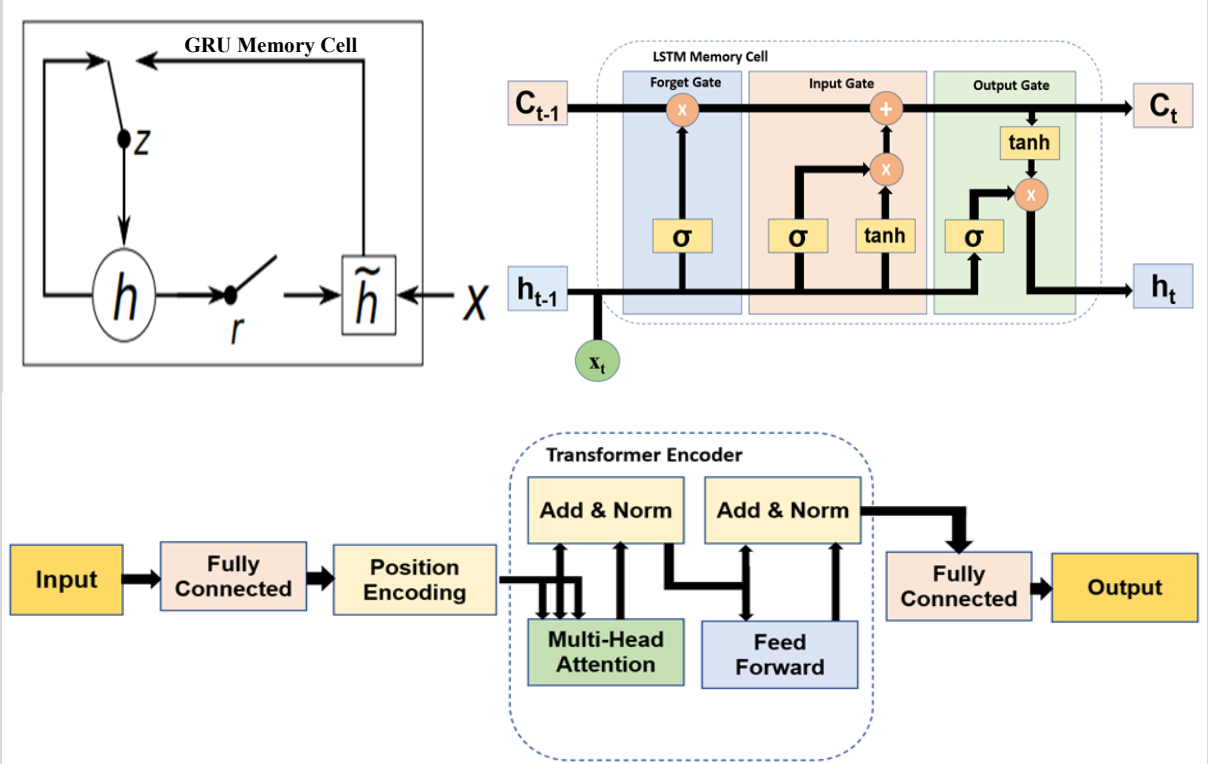 GRU Memory Cell
z
h
r
h̃
X
LSTM Memory Cell
Forget Gate
Input Gate
Output Gate
Cₜ₋₁
x
+
Cₜ
tanh
x
x
σ
σ
tanh
σ
hₜ₋₁
hₜ
xₜ
Transformer Encoder
Add & Norm
Add & Norm
Input
Fully
Connected
Position
Encoding
Multi-Head
Attention
Feed
Forward
Fully
Connected
Output